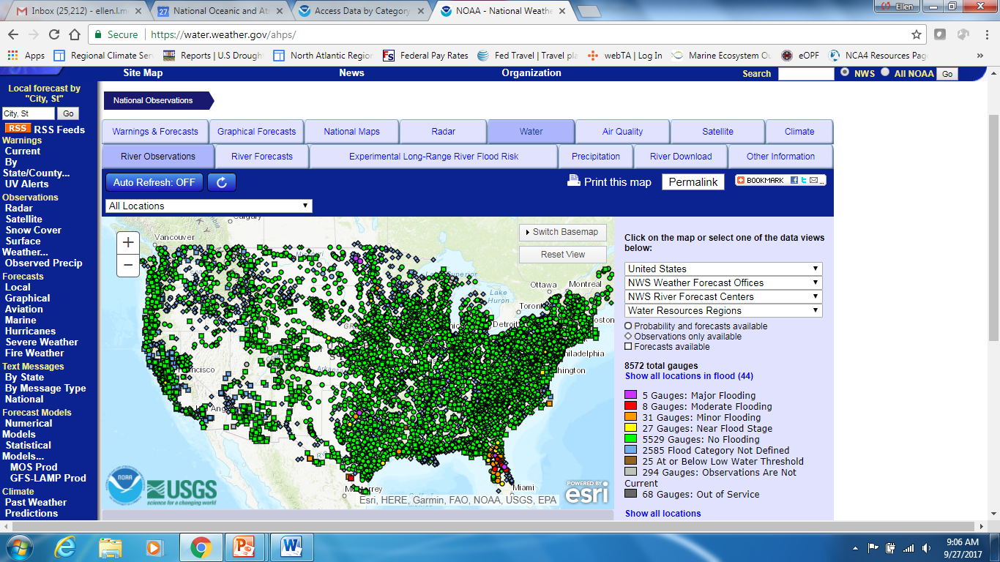 Inbox (25,212) - ellen.l.m
27 National Oceanic and At
Access Data by Category
NOAA - National Weathe
Ellen
Secure https://water.weather.gov/ahps/
Apps Regional Climate Ser Reports | U.S Drough North Atlantic Region Federal Pay Rates Fed Travel | Travel pla webTA | Log In Marine Ecosystem Ou eOPF NCA4 Resources Pag »
Site Map News Organization Search NWS All NOAA Go
Local forecast by
"City, St"
City, St Go
RSS RSS Feeds
Warnings
Current
By
State/County...
UV Alerts
Observations
Radar
Satellite
Snow Cover
Surface
Weather...
Observed Precip
Forecasts
Local
Graphical
Aviation
Marine
Hurricanes
Severe Weather
Fire Weather
Text Messages
By State
By Message Type
National
Forecast Models
Numerical
Models
Statistical
Models...
MOS Prod
GFS-LAMP Prod
Climate
Past Weather
Predictions
National Observations
Warnings & Forecasts Graphical Forecasts National Maps Radar Water Air Quality Satellite Climate
River Observations River Forecasts Experimental Long-Range River Flood Risk Precipitation River Download Other Information
Auto Refresh: OFF Print this map Permalink BOOKMARK
All Locations
+
−
Switch Basemap
Reset View
Calgary
Vancouver
Superior
Ottawa Montreal
Lake
Huron
Toron
Detroit
oston
hiladelphia
ashington
ncisco
Arkansas
Miami
Monterrey
NOAA
USGS
science for a changing world
Esri, HERE, Garmin, FAO, NOAA, USGS, EPA
POWERED BY
esri
Click on the map or select one of the data views
below:
United States
NWS Weather Forecast Offices
NWS River Forecast Centers
Water Resources Regions
Probability and forecasts available
Observations only available
Forecasts available
8572 total gauges
Show all locations in flood (44)
5 Gauges: Major Flooding
8 Gauges: Moderate Flooding
31 Gauges: Minor Flooding
27 Gauges: Near Flood Stage
5529 Gauges: No Flooding
2585 Flood Category Not Defined
25 At or Below Low Water Threshold
294 Gauges: Observations Are Not
Current
68 Gauges: Out of Service
Show all locations
9:06 AM
9/27/2017